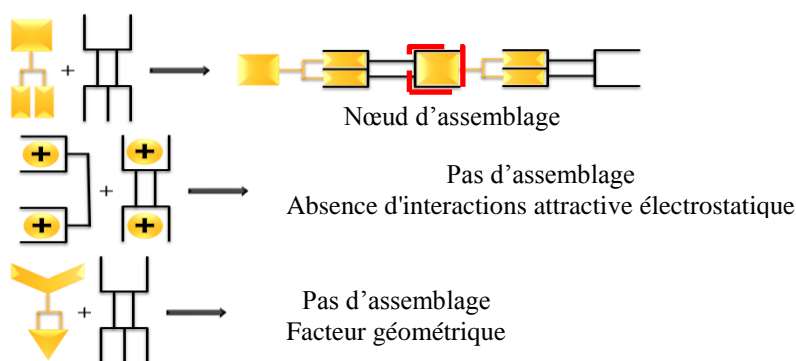 +
Nœud d’assemblage
+ + + +
+
Pas d’assemblage
Absence d'interactions attractive électrostatique
+
Pas d’assemblage
Facteur géométrique